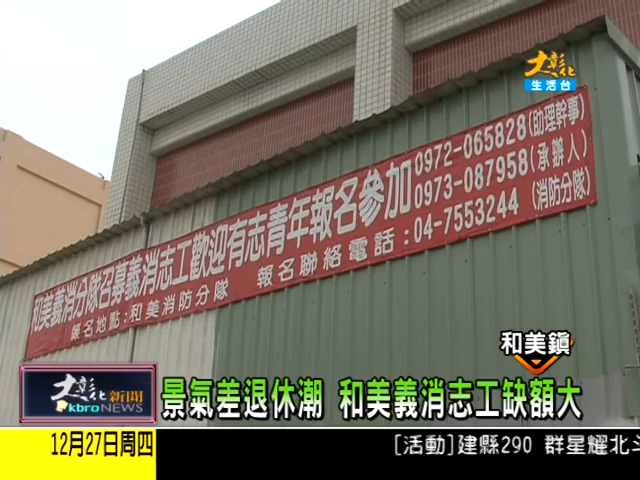 大彰化
生活台
和美義消分隊召募義消志工歡迎有志青年報名參加
0972-065828(助理幹事)
0973-087958(承辦人)
報名地點:和美消防分隊 報名聯絡電話:04-7553244 (消防分隊)
和美鎮
大彰化新聞
kbro NEWS
景氣差退休潮 和美義消志工缺額大
12月27日周四
[活動]建縣290 群星耀北斗